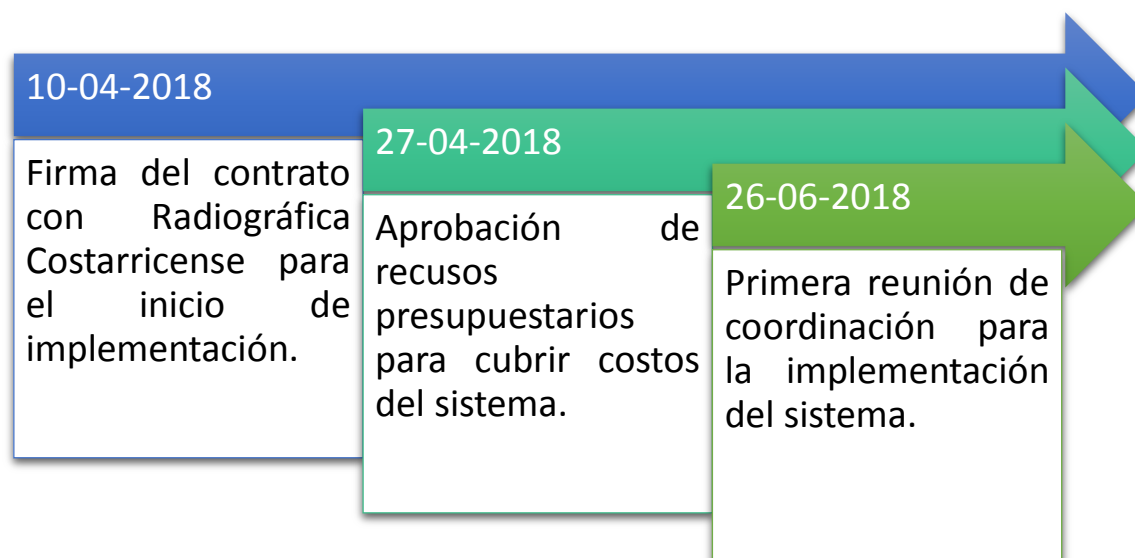 10-04-2018
Firma del contrato
con Radiográfica
Costarricense para
el inicio de
implementación.
27-04-2018
Aprobación de
recusos
presupuestarios
para cubrir costos
del sistema.
26-06-2018
Primera reunión de
coordinación para
la implementación
del sistema.